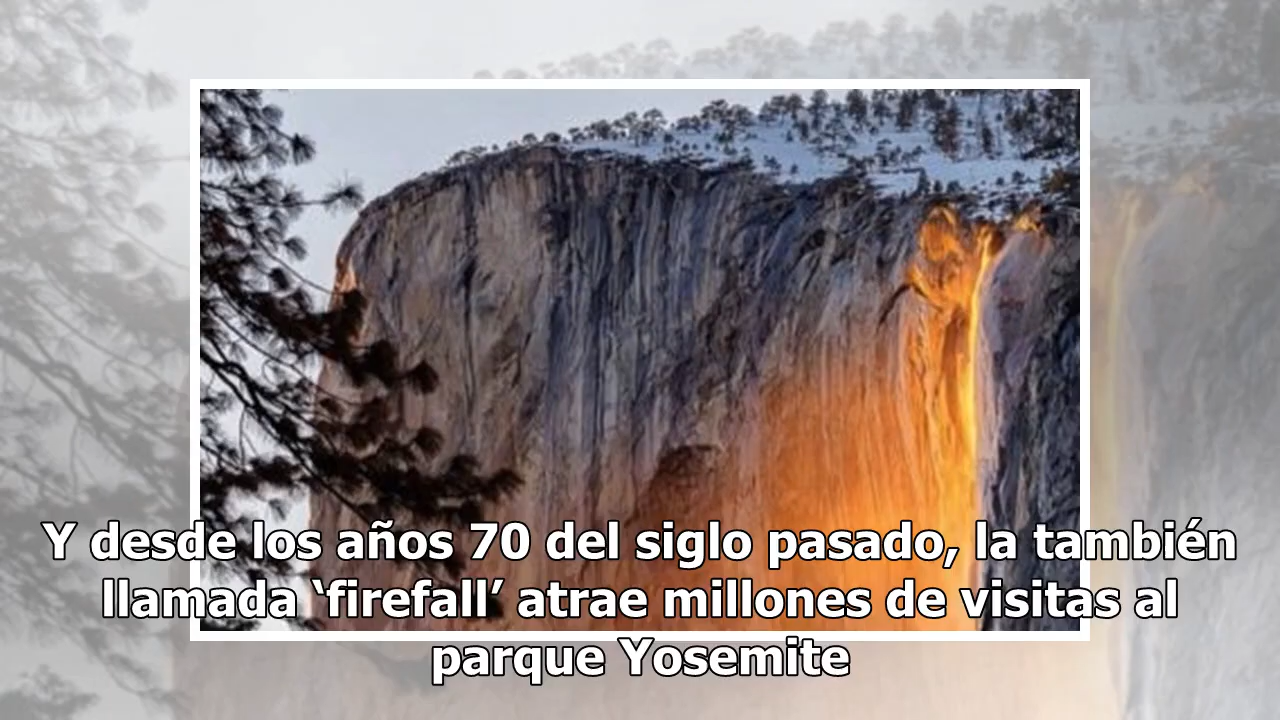 Y desde los años 70 del siglo pasado, la también
llamada ‘firefall’ atrae millones de visitas al
parque Yosemite